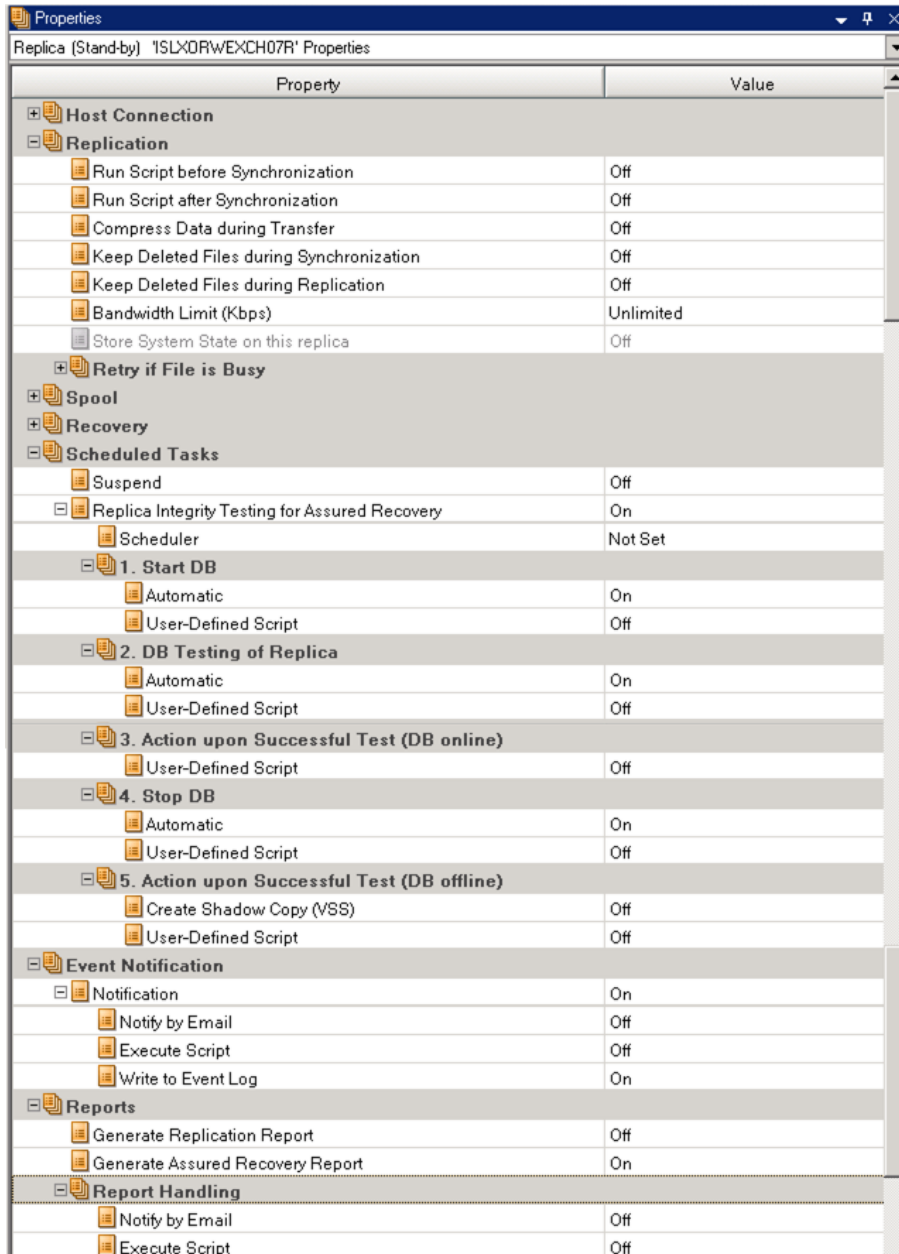 Properties
Replica (Stand-by) 'ISLXORWEXCH07R' Properties
Property Value
Host Connection
Replication
Run Script before Synchronization Off
Run Script after Synchronization Off
Compress Data during Transfer Off
Keep Deleted Files during Synchronization Off
Keep Deleted Files during Replication Off
Bandwidth Limit (Kbps) Unlimited
Store System State on this replica Off
Retry if File is Busy
Spool
Recovery
Scheduled Tasks
Suspend Off
Replica Integrity Testing for Assured Recovery On
Scheduler Not Set
1. Start DB
Automatic On
User-Defined Script Off
2. DB Testing of Replica
Automatic On
User-Defined Script Off
3. Action upon Successful Test (DB online)
User-Defined Script Off
4. Stop DB
Automatic On
User-Defined Script Off
5. Action upon Successful Test (DB offline)
Create Shadow Copy (VSS) Off
User-Defined Script Off
Event Notification
Notification On
Notify by Email Off
Execute Script Off
Write to Event Log On
Reports
Generate Replication Report Off
Generate Assured Recovery Report On
Report Handling
Notify by Email Off
Execute Script Off